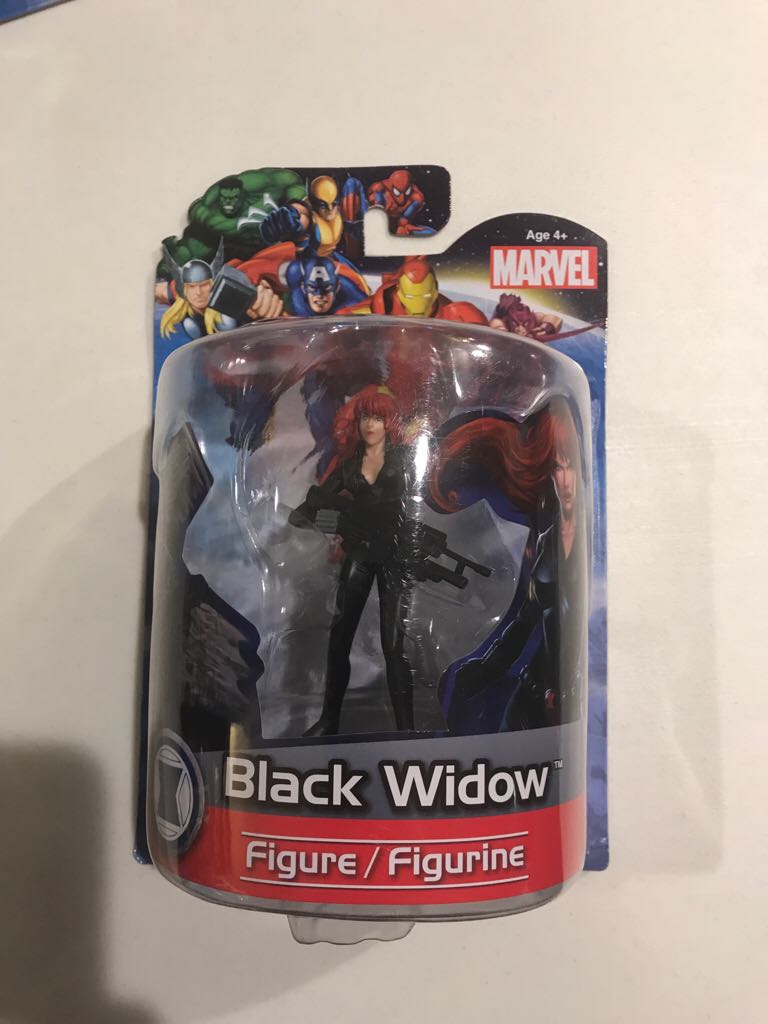 Age 4+
MARVEL
A
Black Widow™
Figure / Figurine